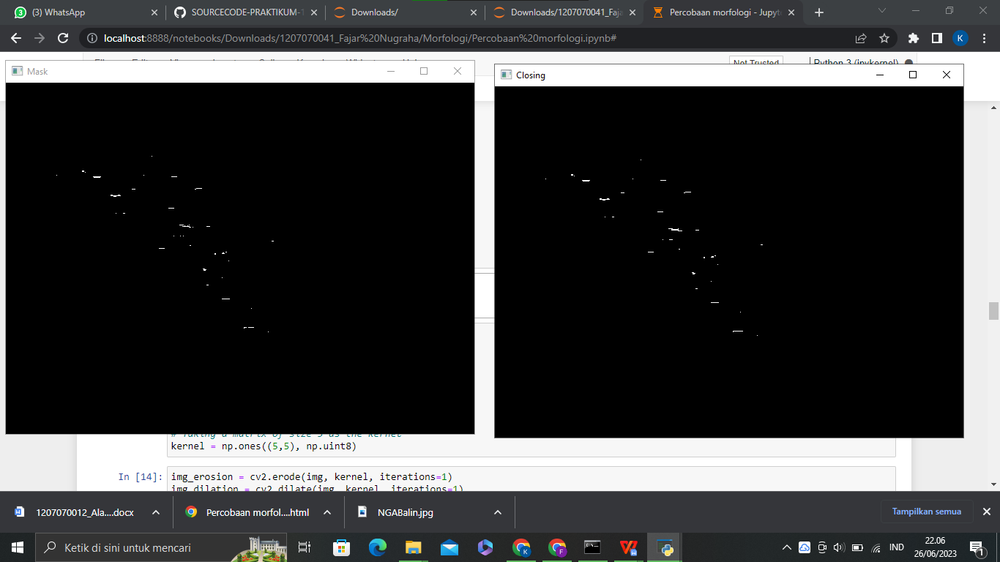 (3) WhatsApp
SOURCECODE-PRAKTIKUM-1
Downloads/
Downloads/1207070041_Faja
Percobaan morfologi - Jupyt
localhost:8888/notebooks/Downloads/1207070041_Fajar%20Nugraha/Morfologi/Percobaan%20morfologi.ipynb#
K
Not Trusted
Python 3 (ipykernel)
Mask
Closing
# Taking a matrix of size 5 as the kernel
kernel = np.ones((5,5), np.uint8)
In [14]:
img_erosion = cv2.erode(img, kernel, iterations=1)
img_dilation = cv2.dilate(img, kernel, iterations=1)
1207070012_Ala....docx
Percobaan morfol....html
NGABalin.jpg
Tampilkan semua
Ketik di sini untuk mencari
IND
22.06
26/06/2023
1